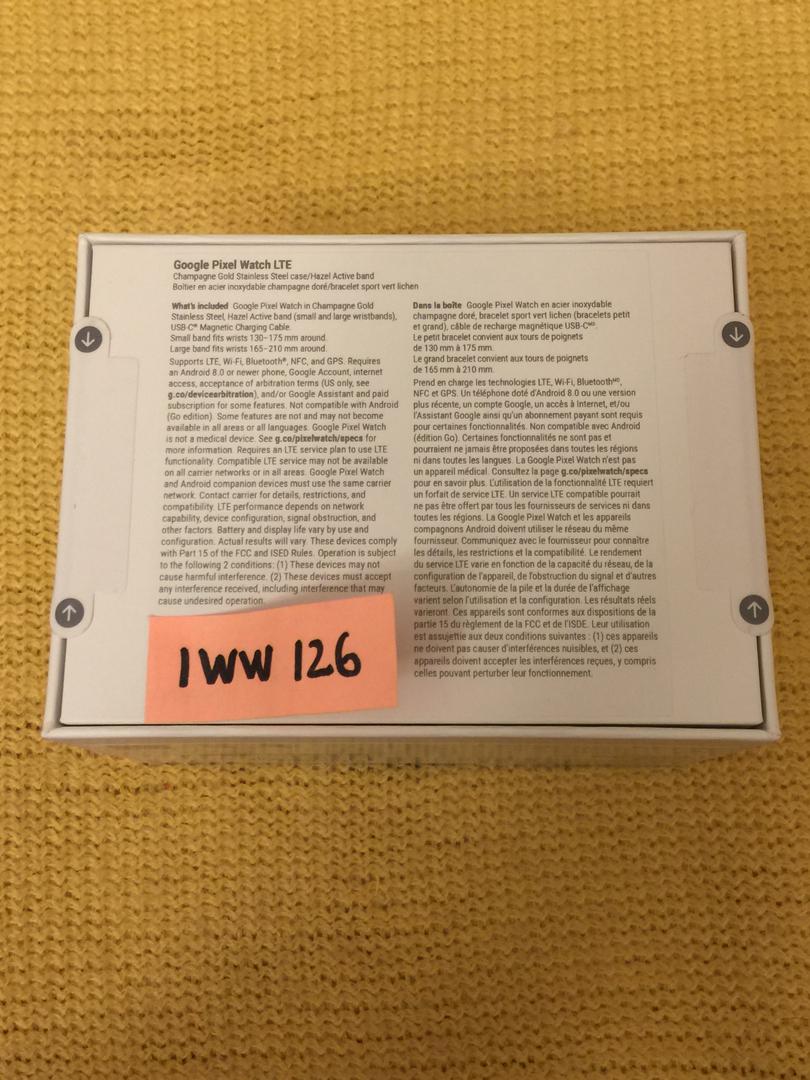 Google Pixel Watch LTE
Champagne Gold Stainless Steel case/Hazel Active band
Boîtier en acier inoxydable champagne doré/bracelet sport vert lichen
What's included Google Pixel Watch in Champagne Gold
Stainless Steel, Hazel Active band (small and large wristbands),
USB-C® Magnetic Charging Cable.
Small band fits wrists 130–175 mm around.
Large band fits wrists 165–210 mm around.
Supports LTE, Wi-Fi, Bluetooth®, NFC, and GPS. Requires
an Android 8.0 or newer phone, Google Account, internet
access, acceptance of arbitration terms (US only, see
g.co/devicearbitration), and/or Google Assistant and paid
subscription for some features. Not compatible with Android
(Go edition). Some features are not and may not become
available in all areas or all languages. Google Pixel Watch
is not a medical device. See g.co/pixelwatch/specs for
more information. Requires an LTE service plan to use LTE
functionality. Compatible LTE service may not be available
on all carrier networks or in all areas. Google Pixel Watch
and Android companion devices must use the same carrier
network. Contact carrier for details, restrictions, and
compatibility. LTE performance depends on network
capability, device configuration, signal obstruction, and
other factors. Battery and display life vary by use and
configuration. Actual results will vary. These devices comply
with Part 15 of the FCC and ISED Rules. Operation is subject
to the following 2 conditions: (1) These devices may not
cause harmful interference. (2) These devices must accept
any interference received, including interference that may
cause undesired operation.
Dans la boîte Google Pixel Watch en acier inoxydable
champagne doré, bracelet sport vert lichen (bracelets petit
et grand), câble de recharge magnétique USB-Cᴹᴰ.
Le petit bracelet convient aux tours de poignets
de 130 mm à 175 mm.
Le grand bracelet convient aux tours de poignets
de 165 mm à 210 mm.
Prend en charge les technologies LTE, Wi-Fi, Bluetoothᴹᴰ,
NFC et GPS. Un téléphone doté d'Android 8.0 ou une version
plus récente, un compte Google, un accès à Internet, et/ou
l'Assistant Google ainsi qu'un abonnement payant sont requis
pour certaines fonctionnalités. Non compatible avec Android
(édition Go). Certaines fonctionnalités ne sont pas et
pourraient ne jamais être proposées dans toutes les régions
ni dans toutes les langues. La Google Pixel Watch n'est pas
un appareil médical. Consultez la page g.co/pixelwatch/specs
pour en savoir plus. L'utilisation de la fonctionnalité LTE requiert
un forfait de service LTE. Un service LTE compatible pourrait
ne pas être offert par tous les fournisseurs de services ni dans
toutes les régions. La Google Pixel Watch et les appareils
compagnons Android doivent utiliser le réseau du même
fournisseur. Communiquez avec le fournisseur pour connaître
les détails, les restrictions et la compatibilité. Le rendement
du service LTE varie en fonction de la capacité du réseau, de la
configuration de l'appareil, de l'obstruction du signal et d'autres
facteurs. L'autonomie de la pile et la durée de l'affichage
varient selon l'utilisation et la configuration. Les résultats réels
varieront. Ces appareils sont conformes aux dispositions de la
partie 15 du règlement de la FCC et de l'ISDE. Leur utilisation
est assujettie aux deux conditions suivantes : (1) ces appareils
ne doivent pas causer d'interférences nuisibles, et (2) ces
appareils doivent accepter les interférences reçues, y compris
celles pouvant perturber leur fonctionnement.
IWW 126